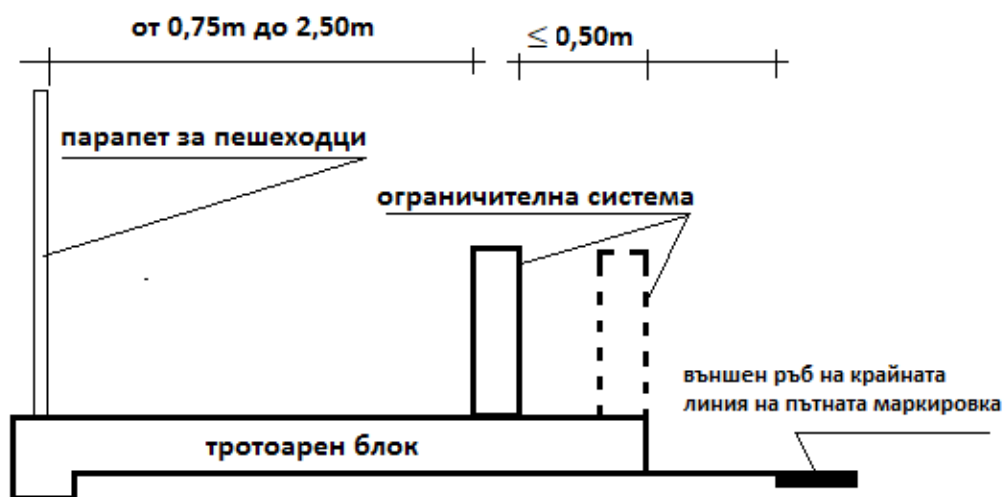 от 0,75m до 2,50m
≤ 0,50m
парапет за пешеходци
ограничителна система
външен ръб на крайната
линия на пътната маркировка
тротоарен блок